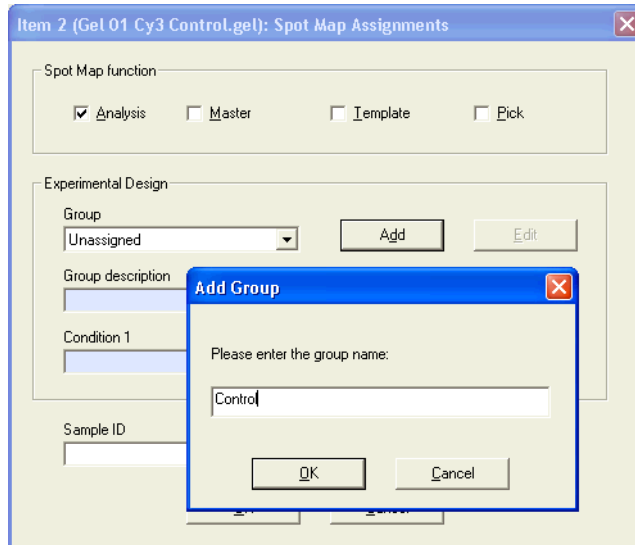 Item 2 (Gel 01 Cy3 Control.gel): Spot Map Assignments
Spot Map function
Analysis Master Template Pick
Experimental Design
Group
Unassigned Add Edit
Group description
Add Group
Condition 1
Please enter the group name:
Control
Sample ID
OK Cancel